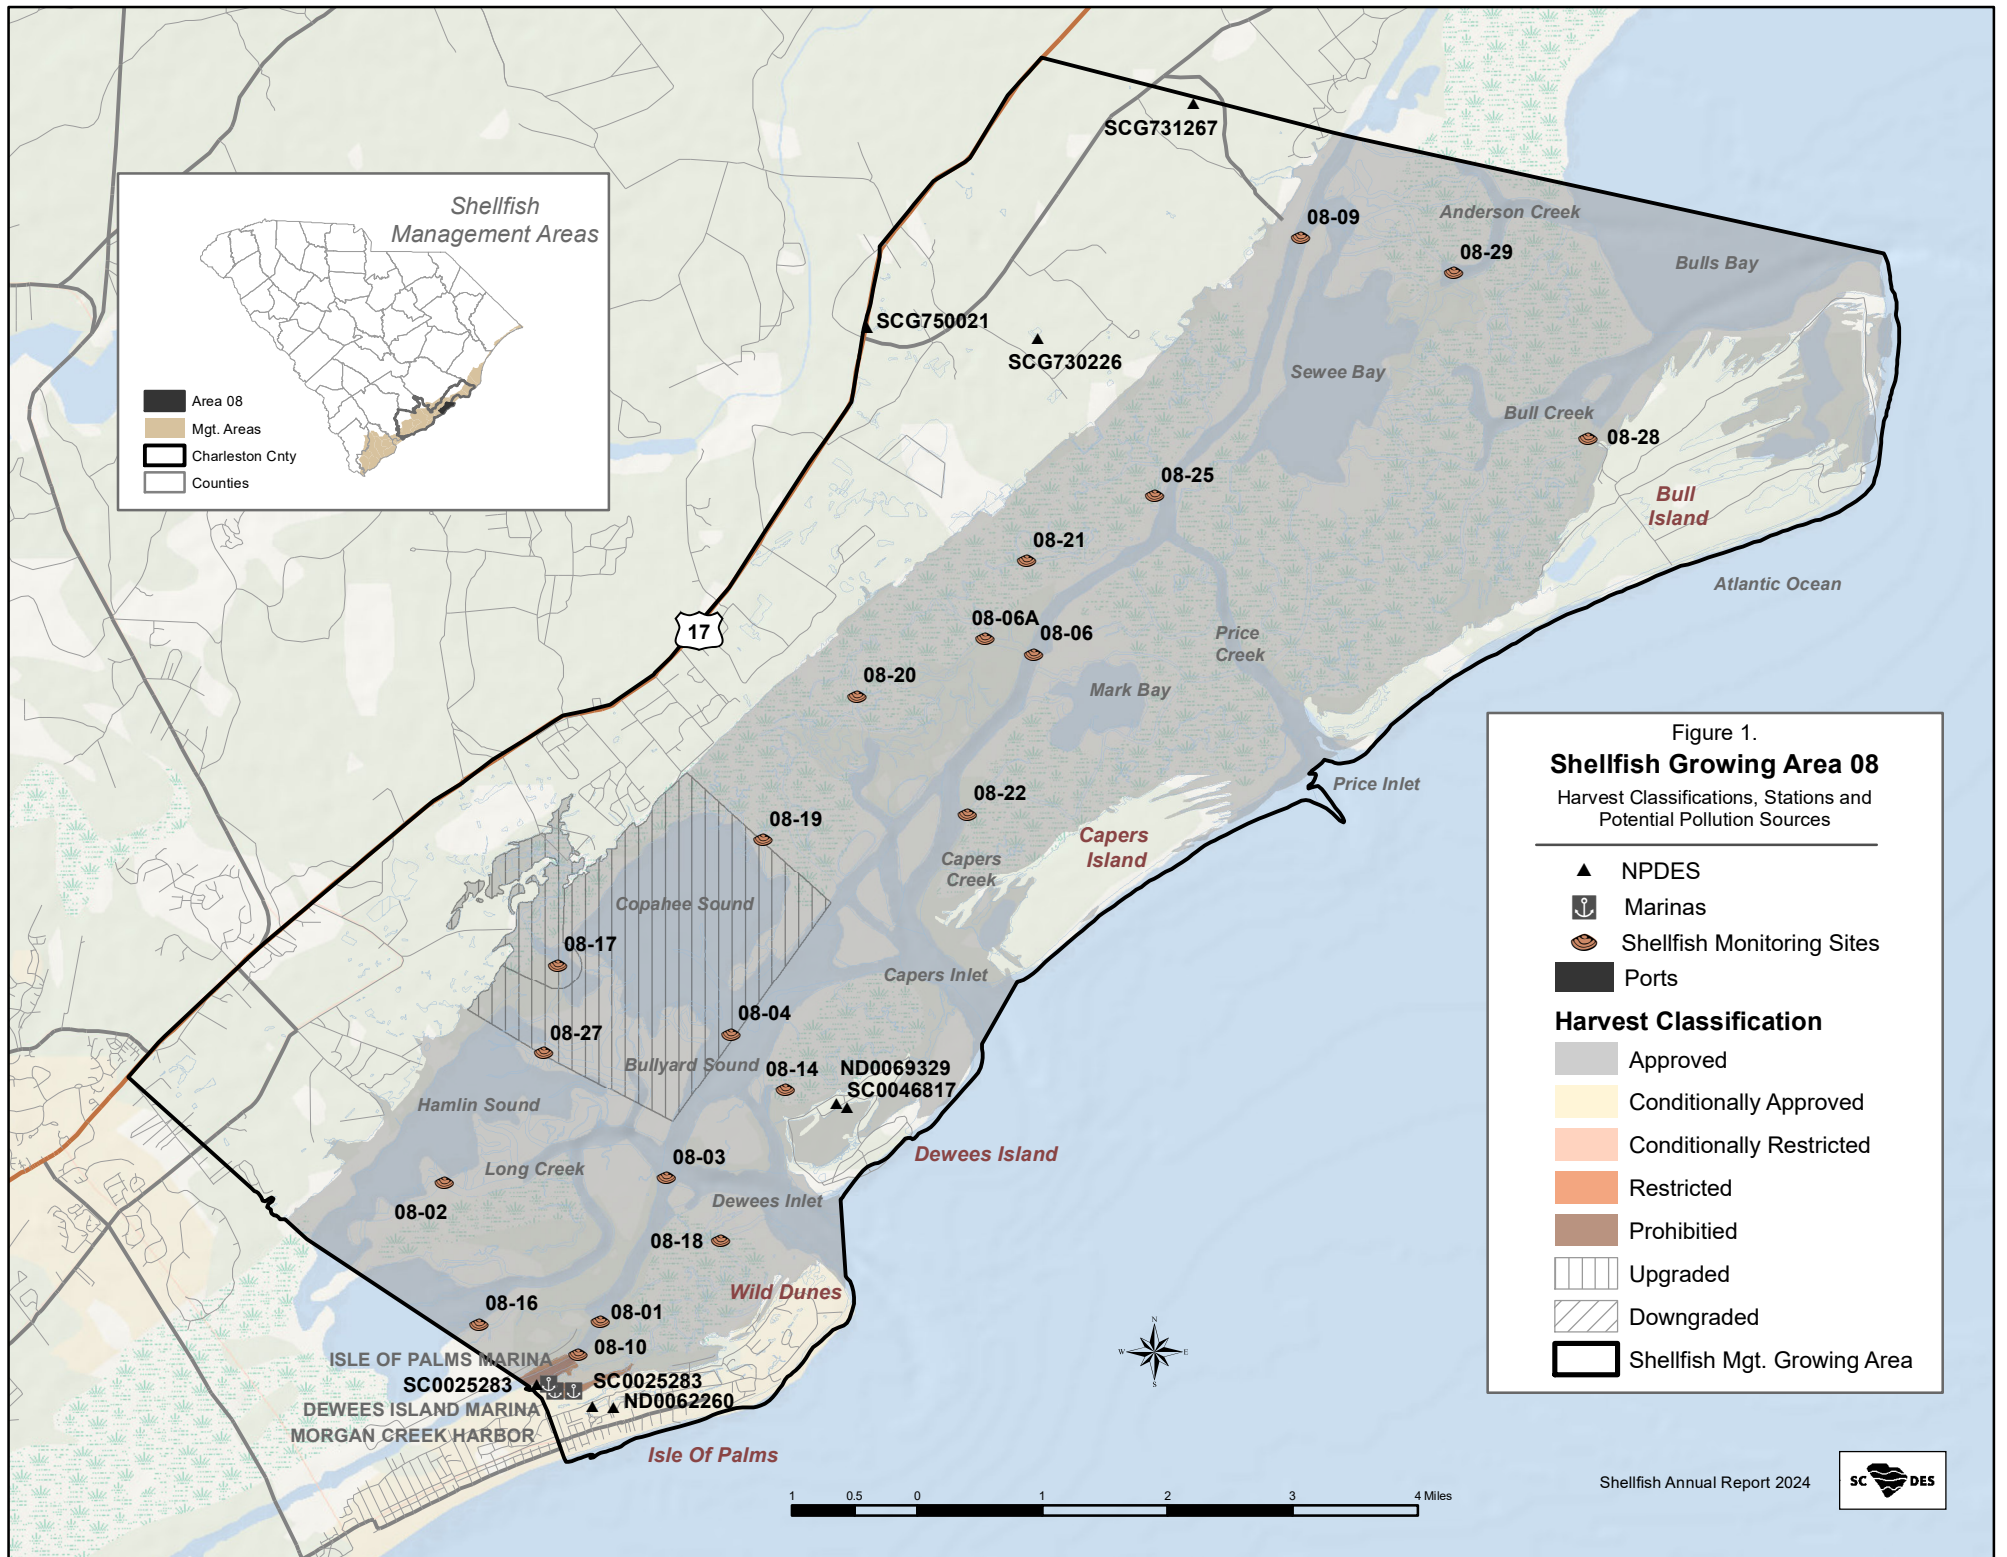 Shellfish
Management Areas
Area 08
Mgt. Areas
Charleston Cnty
Counties
SCG731267
08-09
Anderson Creek
08-29
Bulls Bay
SCG750021
SCG730226
Sewee Bay
Bull Creek
08-28
08-25
Bull
Island
08-21
Atlantic Ocean
08-06A
08-06
17
Price
Creek
08-20
Mark Bay
Price Inlet
08-22
08-19
Capers
Island
Capers
Creek
Copahee Sound
08-17
Capers Inlet
08-04
08-27
Bullyard Sound
08-14
ND0069329
SC0046817
Hamlin Sound
Dewees Island
08-03
Long Creek
Dewees Inlet
08-02
08-18
Wild Dunes
08-16
08-01
08-10
ISLE OF PALMS MARINA
SC0025283
SC0025283
DEWEES ISLAND MARINA
ND0062260
MORGAN CREEK HARBOR
Isle Of Palms
N
W
E
S
1 0.5 0 1 2 3 4 Miles
Figure 1.
Shellfish Growing Area 08
Harvest Classifications, Stations and
Potential Pollution Sources
NPDES
Marinas
Shellfish Monitoring Sites
Ports
Harvest Classification
Approved
Conditionally Approved
Conditionally Restricted
Restricted
Prohibitied
Upgraded
Downgraded
Shellfish Mgt. Growing Area
Shellfish Annual Report 2024
SC DES